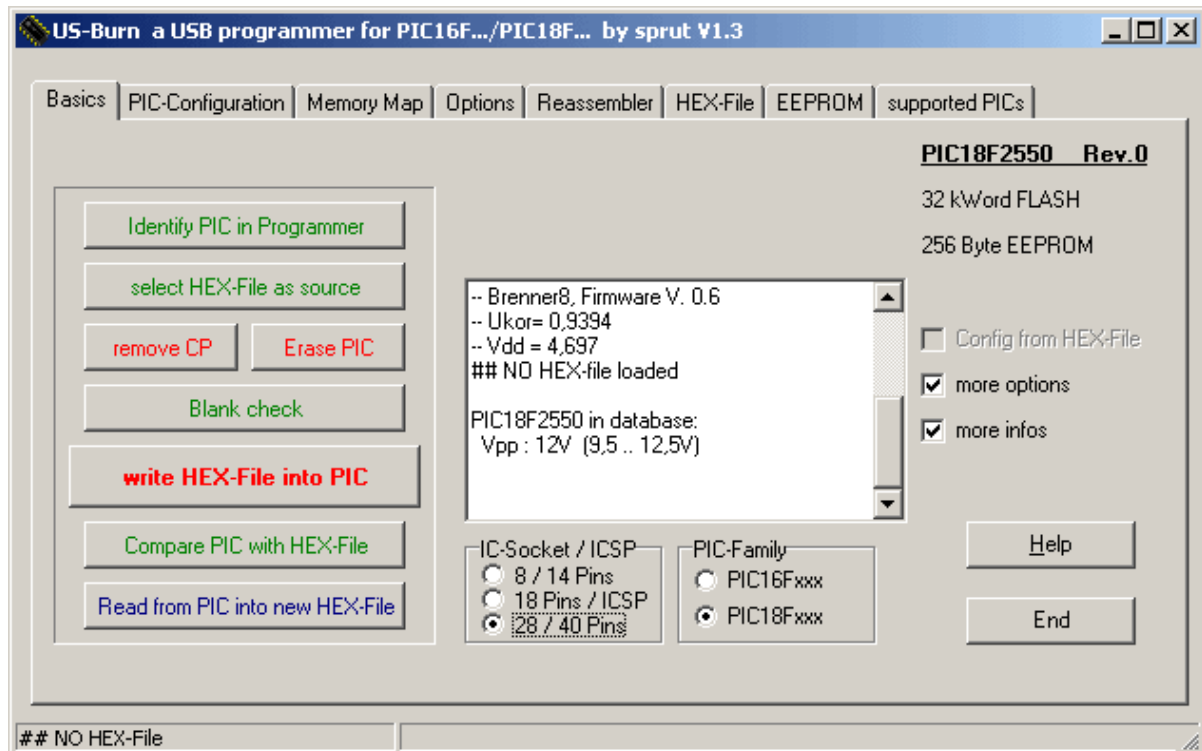 US-Burn a USB programmer for PIC16F.../PIC18F... by sprut V1.3
Basics PIC-Configuration Memory Map Options Reassembler HEX-File EEPROM supported PICs
PIC18F2550 Rev.0
32 kWord FLASH
256 Byte EEPROM
Identify PIC in Programmer
select HEX-File as source
remove CP Erase PIC
Blank check
write HEX-File into PIC
Compare PIC with HEX-File
Read from PIC into new HEX-File
-- Brenner8, Firmware V. 0.6
-- Ukor= 0,9394
-- Vdd = 4,697
## NO HEX-file loaded
PIC18F2550 in database:
Vpp : 12V (9,5 .. 12,5V)
IC-Socket / ICSP
8 / 14 Pins
18 Pins / ICSP
28 / 40 Pins
PIC-Family
PIC16Fxxx
PIC18Fxxx
Config from HEX-File
more options
more infos
Help
End
## NO HEX-File